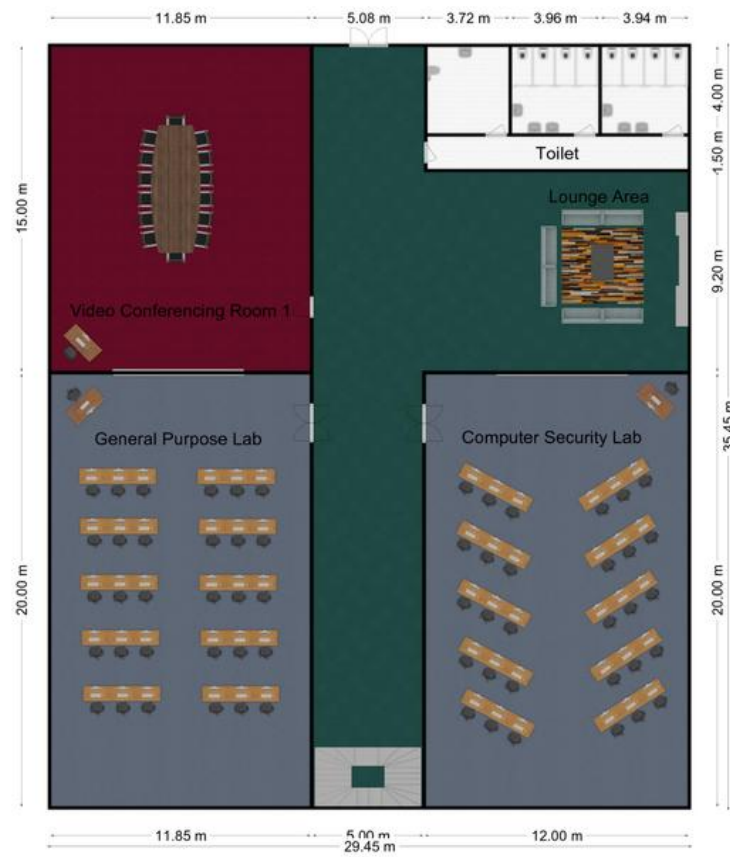 11.85 m 5.08 m 3.72 m 3.96 m 3.94 m
4.00 m
1.50 m
Toilet
Lounge Area
15.00 m
9.20 m
Video Conferencing Room 1
35.45 m
General Purpose Lab
Computer Security Lab
20.00 m
20.00 m
11.85 m 5.00 m 12.00 m
29.45 m